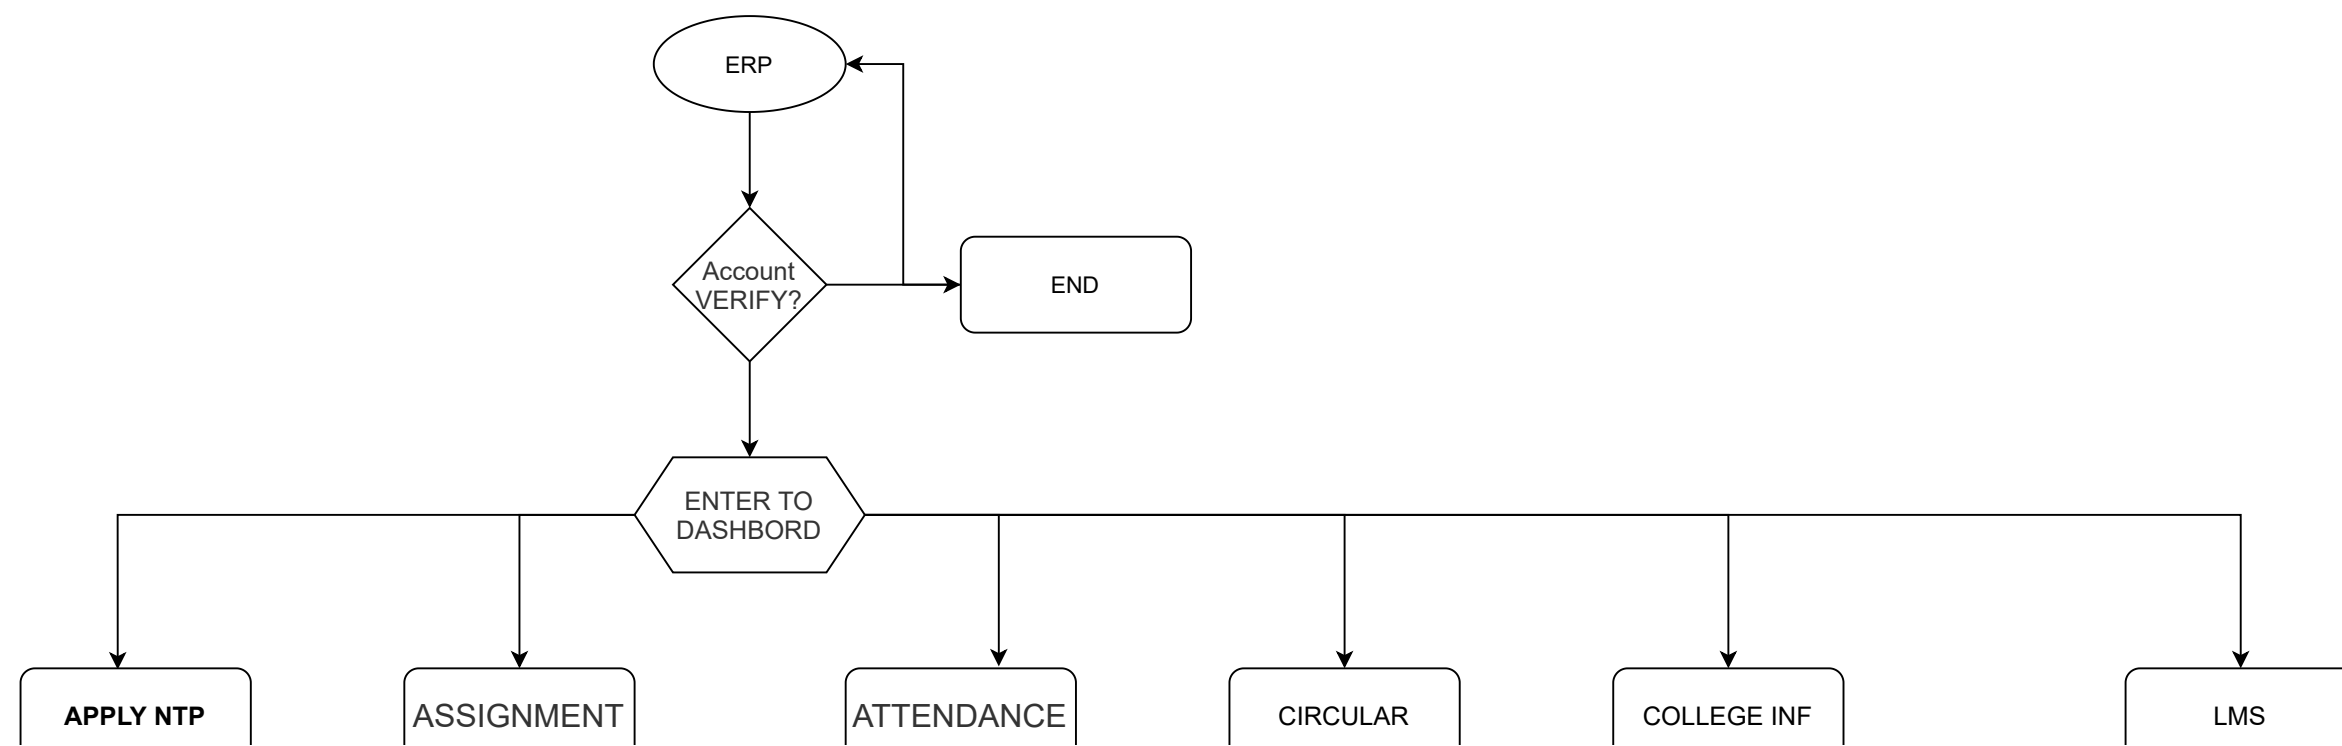 ERP
Account
VERIFY?
END
ENTER TO
DASHBORD
APPLY NTP
ASSIGNMENT
ATTENDANCE
CIRCULAR
COLLEGE INF
LMS